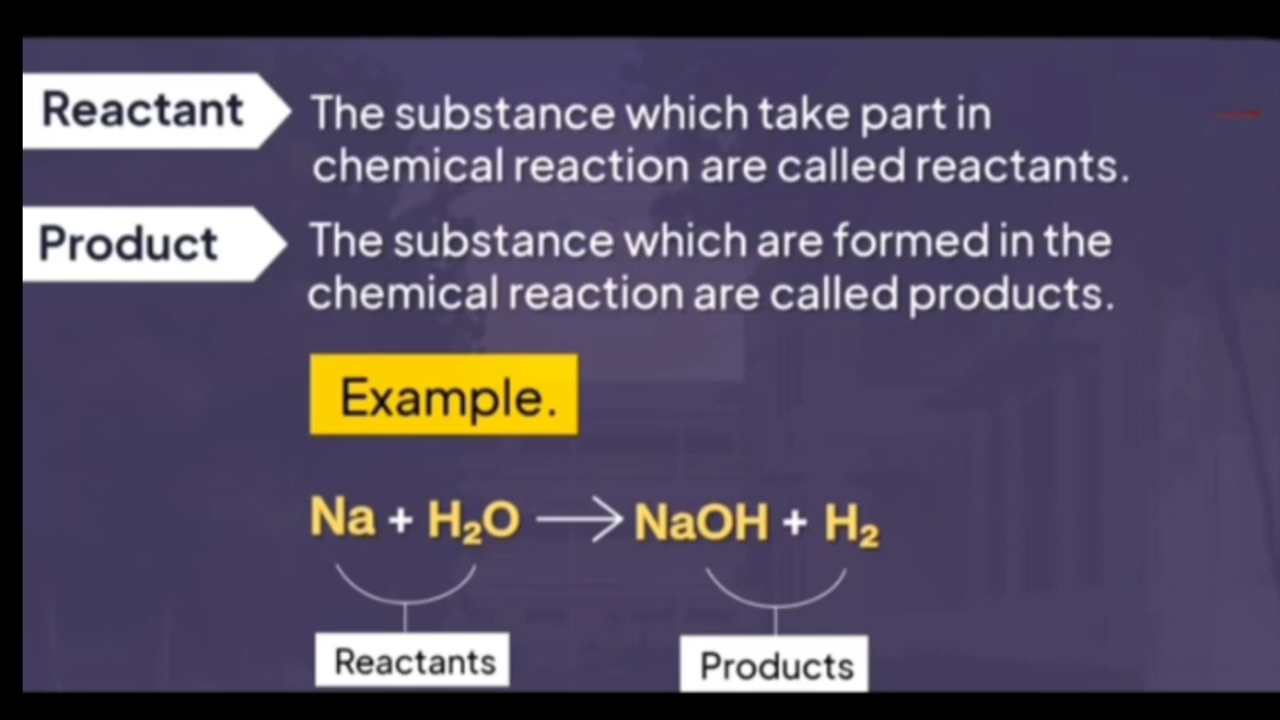 Reactant
The substance which take part in
chemical reaction are called reactants.
Product
The substance which are formed in the
chemical reaction are called products.
Example.
Na + H₂O ⟶ NaOH + H₂
Reactants
Products